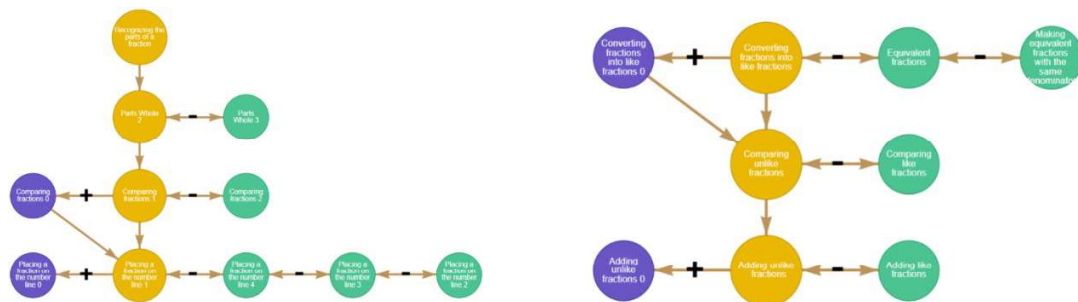 Recognizing the
parts of a
fraction
Parts Whole
2
-
Parts
Whole 3
Comparing
fractions 0
+
Comparing
fractions 1
-
Comparing
fractions 2
Placing a
fraction on
the number
line 0
+
Placing a
fraction on
the number
line 1
-
Placing a
fraction on
the number
line 4
-
Placing a
fraction on
the number
line 3
-
Placing a
fraction on
the number
line 2
Converting
fractions
into like
fractions 0
+
Converting
fractions into
like fractions
-
Equivalent
fractions
-
Making
equivalent
fractions
with the
same
denominator
Comparing
unlike
fractions
-
Comparing
like
fractions
Adding
unlike
fractions 0
+
Adding unlike
fractions
-
Adding like
fractions